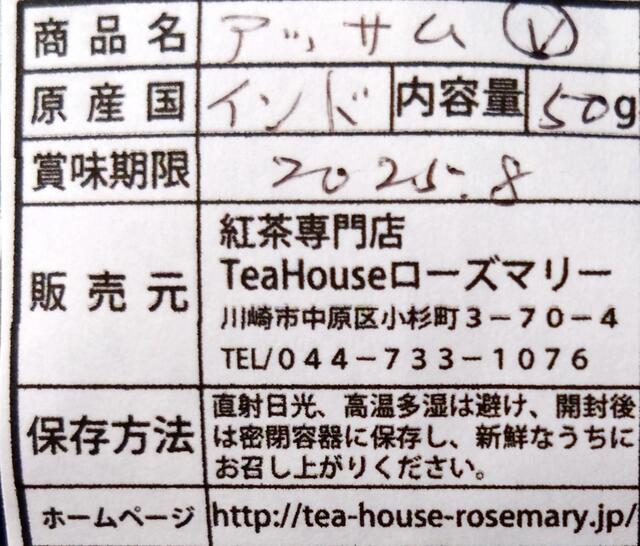 商品名 アッサム Ⓥ
原産国 インド 内容量 50g
賞味期限 2025.8
販売元 紅茶専門店
TeaHouseローズマリー
川崎市中原区小杉町3-70-4
TEL/044-733-1076
保存方法 直射日光、高温多湿は避け、開封後
は密閉容器に保存し、新鮮なうちに
お召し上がりください。
ホームページ http://tea-house-rosemary.jp/